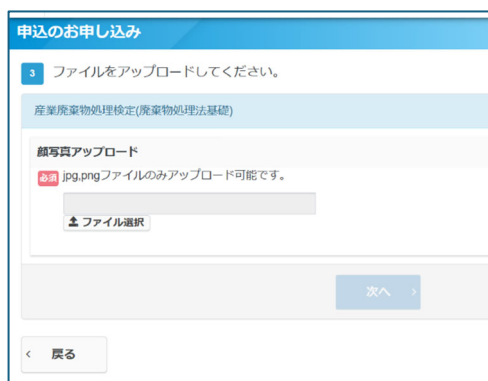 申込のお申し込み
3 ファイルをアップロードしてください。
産業廃棄物処理検定(廃棄物処理法基礎)
顔写真アップロード
必須 jpg,pngファイルのみアップロード可能です。
ファイル選択
次へ >
< 戻る